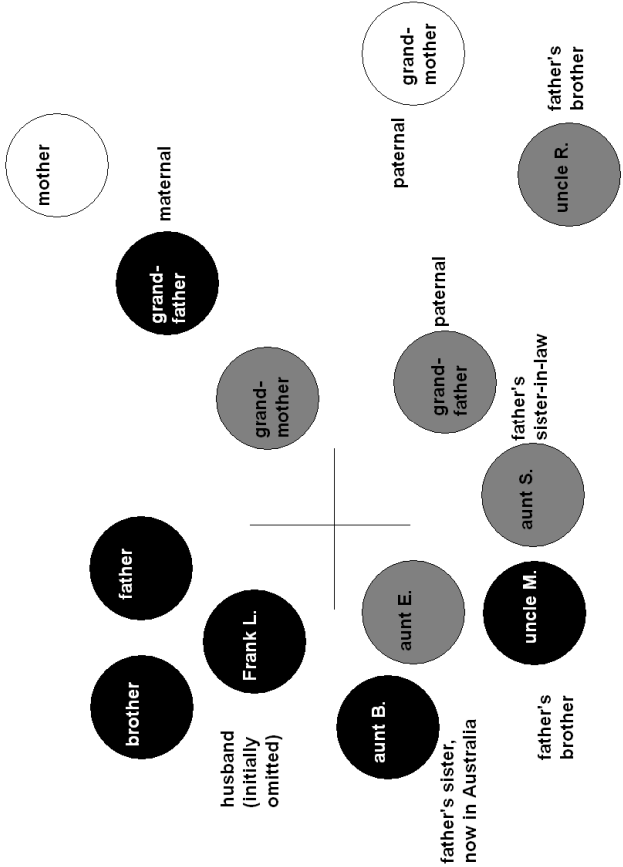 mother
brother
father
grand-
father
maternal
husband
(initially
omitted)
Frank L.
grand-
mother
aunt B.
aunt E.
paternal
grand-
mother
father's sister,
now in Australia
grand-
father
paternal
father's
brother
uncle M.
aunt S.
father's
sister-in-law
uncle R.
father's
brother